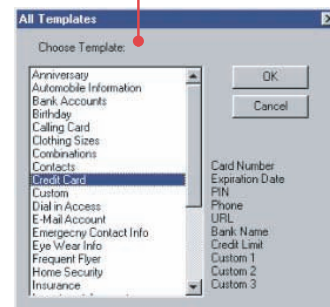 All Templates
Choose Template:
Anniversary
Automobile Information
Bank Accounts
Birthday
Calling Card
Clothing Sizes
Combinations
Contacts
Credit Card
Custom
Dial in Access
E-Mail Account
Emergecny Contact Info
Eye Wear Info
Frequent Flyer
Home Security
Insurance
OK
Cancel
Card Number
Expiration Date
PIN
Phone
URL
Bank Name
Credit Limit
Custom 1
Custom 2
Custom 3